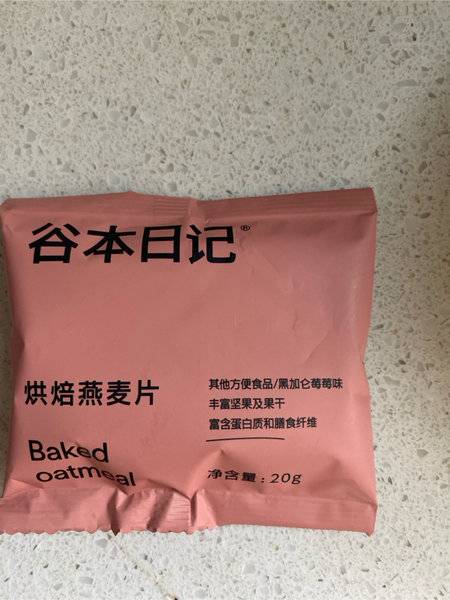 谷本日记®
烘焙燕麦片
Baked
oatmeal
其他方便食品/黑加仑莓莓味
丰富坚果及果干
富含蛋白质和膳食纤维
净含量:20g